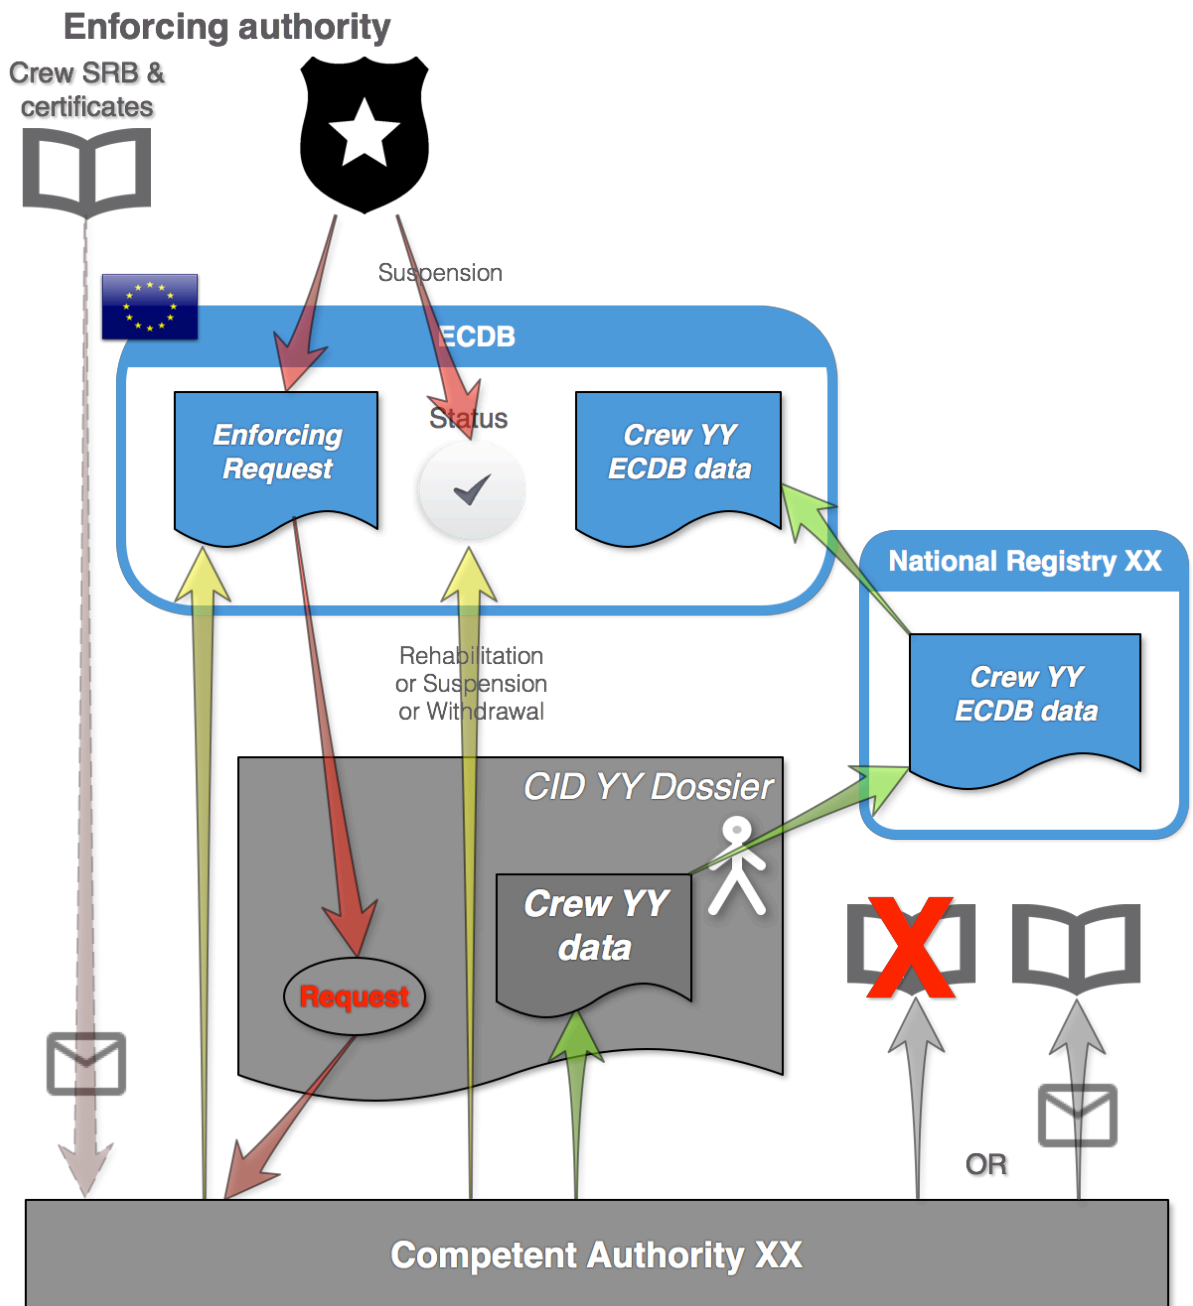 Enforcing authority
Crew SRB &
certificates
Suspension
ECDB
Enforcing
Request
Status
Crew YY
ECDB data
National Registry XX
Crew YY
ECDB data
Rehabilitation
or Suspension
or Withdrawal
CID YY Dossier
Crew YY
data
Request
X
OR
Competent Authority XX